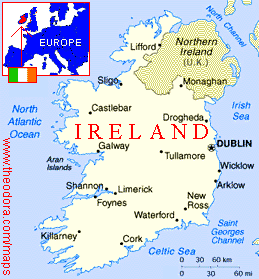 EUROPE
North Channel
Lifford
Northern
Ireland
(U.K.)
Sligo
Monaghan
North
Atlantic
Ocean
Castlebar
Drogheda
Irish
Sea
IRELAND
DUBLIN
Galway
Tullamore
Aran
Islands
Wicklow
Arklow
Shannon
Limerick
Foynes
New
Ross
Waterford
Saint
Georges
Channel
Killarney
Cork
Celtic Sea
0 30 60 km
0 30 60 mi
www.theodora.com/maps